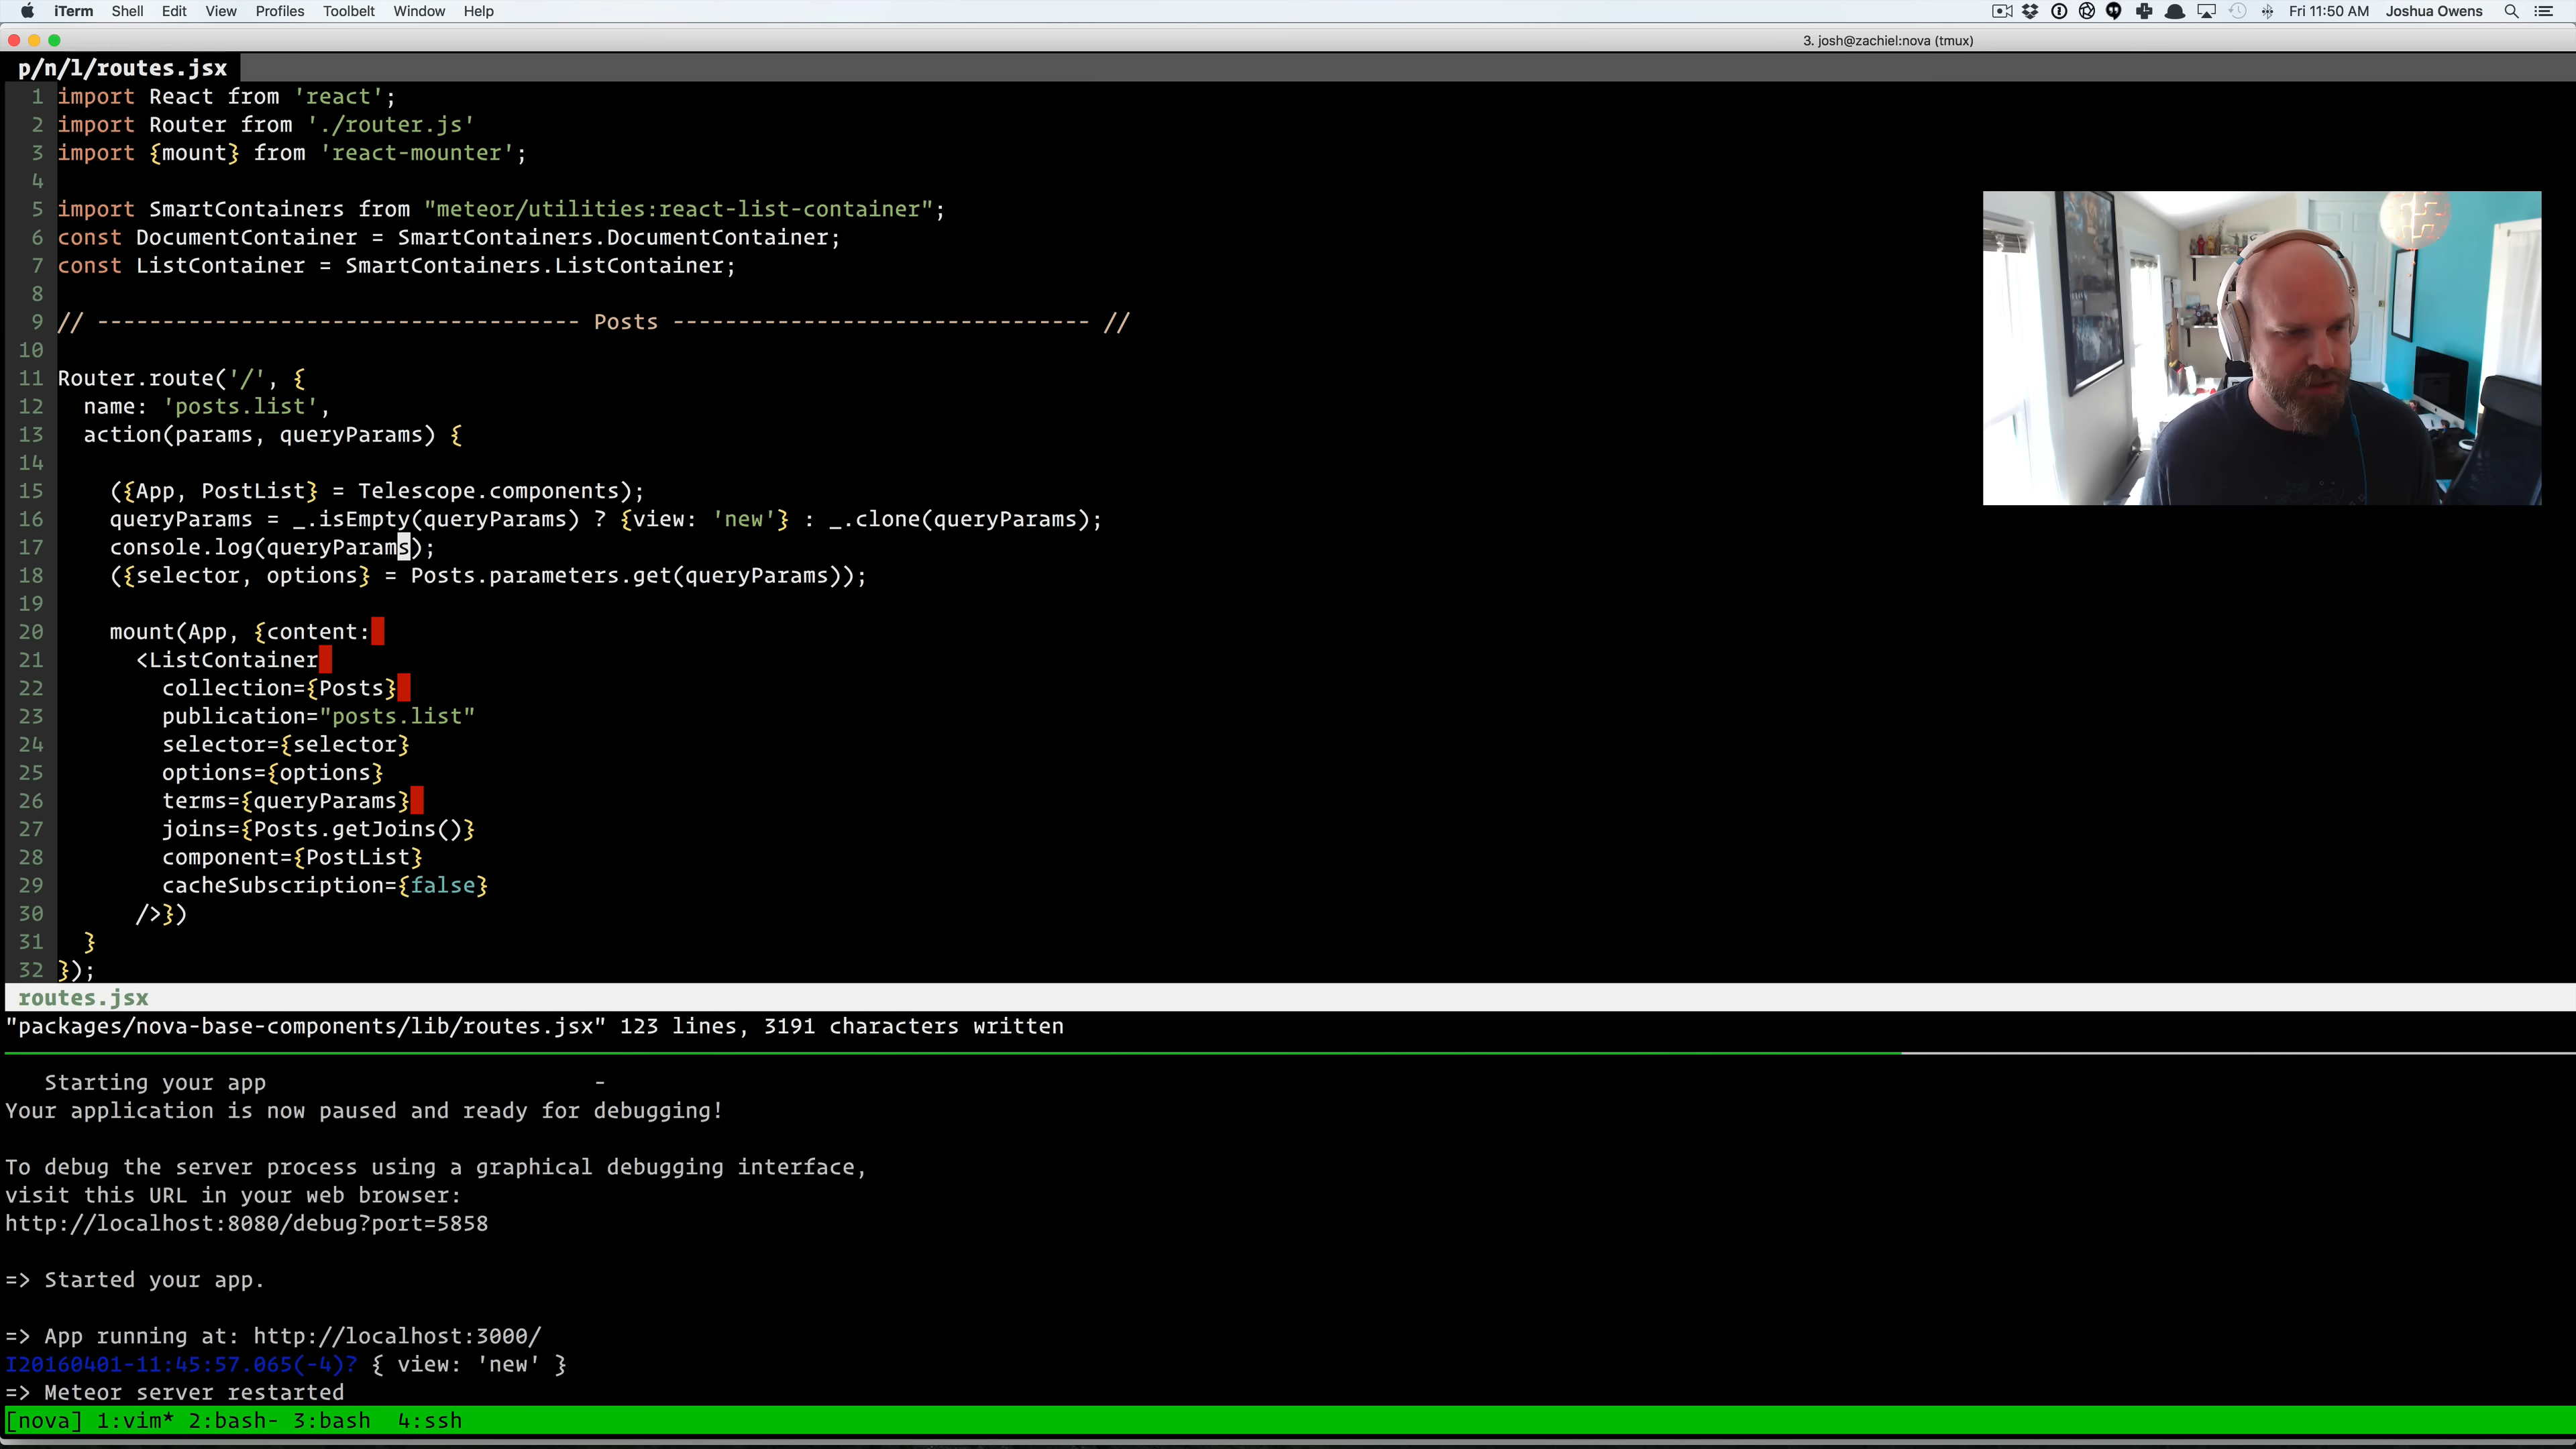 iTerm Shell Edit View Profiles Toolbelt Window Help Fri 11:50 AM Joshua Owens
3. josh@zachiel:nova (tmux)
p/n/l/routes.jsx
1 import React from 'react';
2 import Router from './router.js'
3 import {mount} from 'react-mounter';
4
5 import SmartContainers from "meteor/utilities:react-list-container";
6 const DocumentContainer = SmartContainers.DocumentContainer;
7 const ListContainer = SmartContainers.ListContainer;
8
9 // ------------------------------------- Posts -------------------------------- //
10
11 Router.route('/', {
12   name: 'posts.list',
13   action(params, queryParams) {
14
15     ({App, PostList} = Telescope.components);
16     queryParams = _.isEmpty(queryParams) ? {view: 'new'} : _.clone(queryParams);
17     console.log(queryParams);
18     ({selector, options} = Posts.parameters.get(queryParams));
19
20     mount(App, {content:
21       <ListContainer
22         collection={Posts}
23         publication="posts.list"
24         selector={selector}
25         options={options}
26         terms={queryParams}
27         joins={Posts.getJoins()}
28         component={PostList}
29         cacheSubscription={false}
30       />})
31   }
32 });
routes.jsx
"packages/nova-base-components/lib/routes.jsx" 123 lines, 3191 characters written
Starting your app -
Your application is now paused and ready for debugging!
To debug the server process using a graphical debugging interface,
visit this URL in your web browser:
http://localhost:8080/debug?port=5858
=> Started your app.
=> App running at: http://localhost:3000/
I20160401-11:45:57.065(-4)? { view: 'new' }
=> Meteor server restarted
[nova] 1:vim* 2:bash- 3:bash  4:ssh